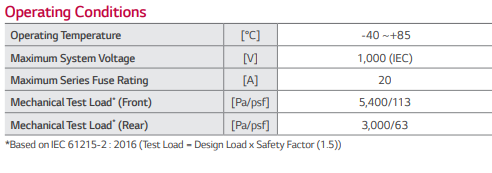 Operating Conditions
Operating Temperature [°C] -40 ~+85
Maximum System Voltage [V] 1,000 (IEC)
Maximum Series Fuse Rating [A] 20
Mechanical Test Load* (Front) [Pa/psf] 5,400/113
Mechanical Test Load* (Rear) [Pa/psf] 3,000/63
*Based on IEC 61215-2 : 2016 (Test Load = Design Load x Safety Factor (1.5))